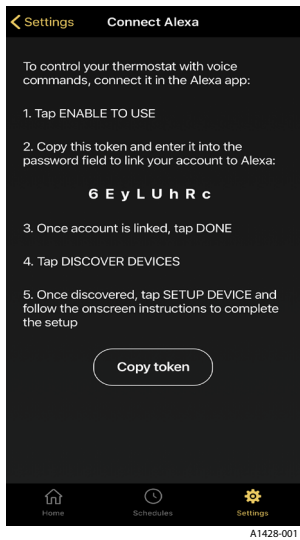 Settings Connect Alexa
To control your thermostat with voice
commands, connect it in the Alexa app:
1. Tap ENABLE TO USE
2. Copy this token and enter it into the
password field to link your account to Alexa:
6 E y L U h R c
3. Once account is linked, tap DONE
4. Tap DISCOVER DEVICES
5. Once discovered, tap SETUP DEVICE and
follow the onscreen instructions to complete
the setup
Copy token
Home Schedules Settings
A1428-001